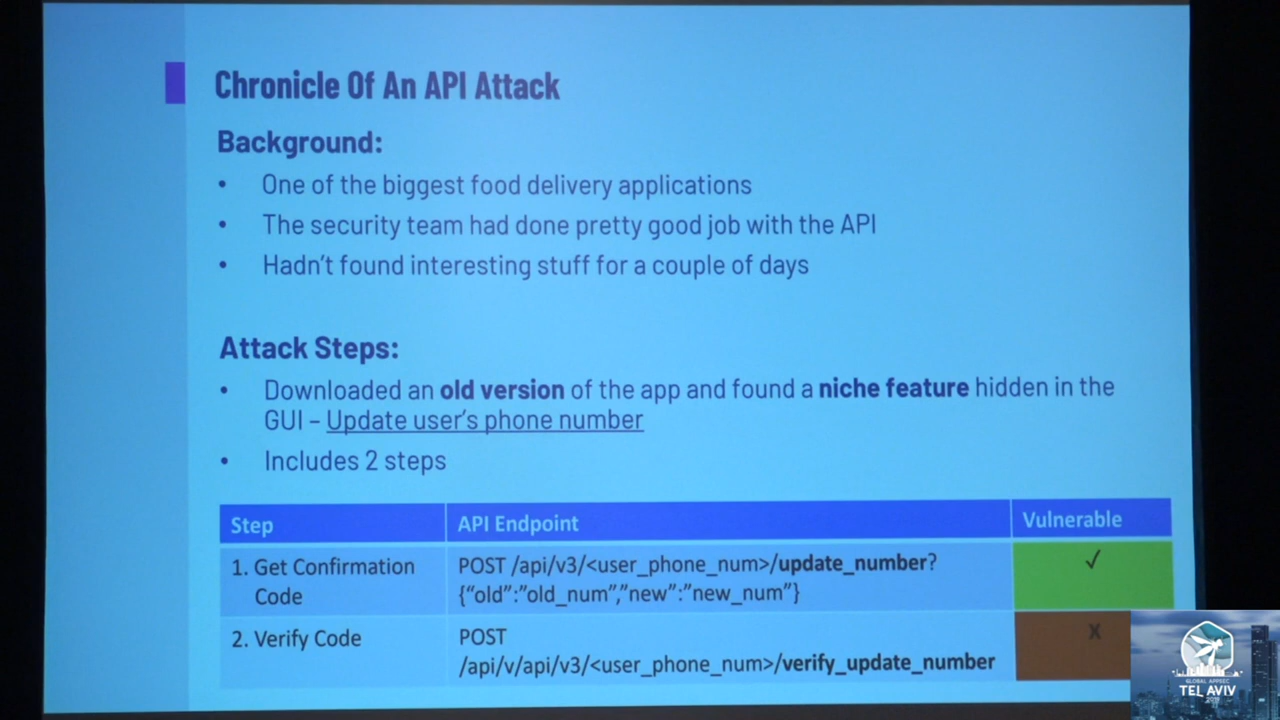 Chronicle Of An API Attack
Background:
• One of the biggest food delivery applications
• The security team had done pretty good job with the API
• Hadn't found interesting stuff for a couple of days
Attack Steps:
• Downloaded an old version of the app and found a niche feature hidden in the
GUI – Update user's phone number
• Includes 2 steps
Step API Endpoint Vulnerable
1. Get Confirmation
Code
POST /api/v3/<user_phone_num>/update_number?
{"old":"old_num","new":"new_num"}
✓
2. Verify Code
POST
/api/v/api/v3/<user_phone_num>/verify_update_number
X
GLOBAL APPSEC
TEL AVIV